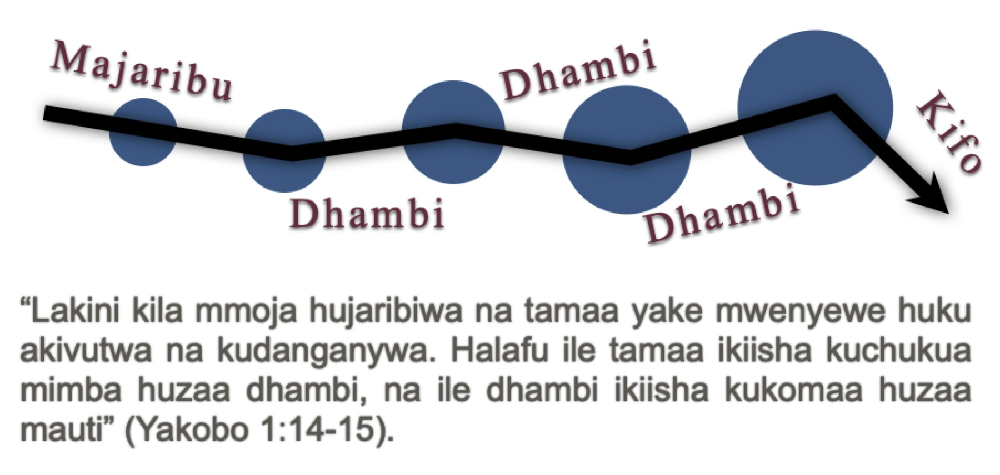 Majaribu
Dhambi
Dhambi
Dhambi
Kifo
“Lakini kila mmoja hujaribiwa na tamaa yake mwenyewe huku
akivutwa na kudanganywa. Halafu ile tamaa ikiisha kuchukua
mimba huzaa dhambi, na ile dhambi ikiisha kukomaa huzaa
mauti” (Yakobo 1:14-15).